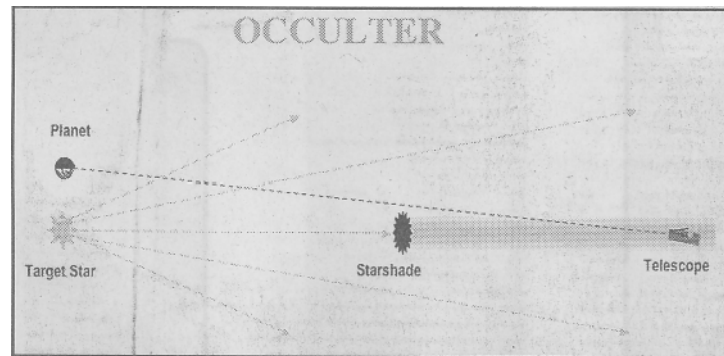 OCCULTER
Planet
Target Star
Starshade
Telescope